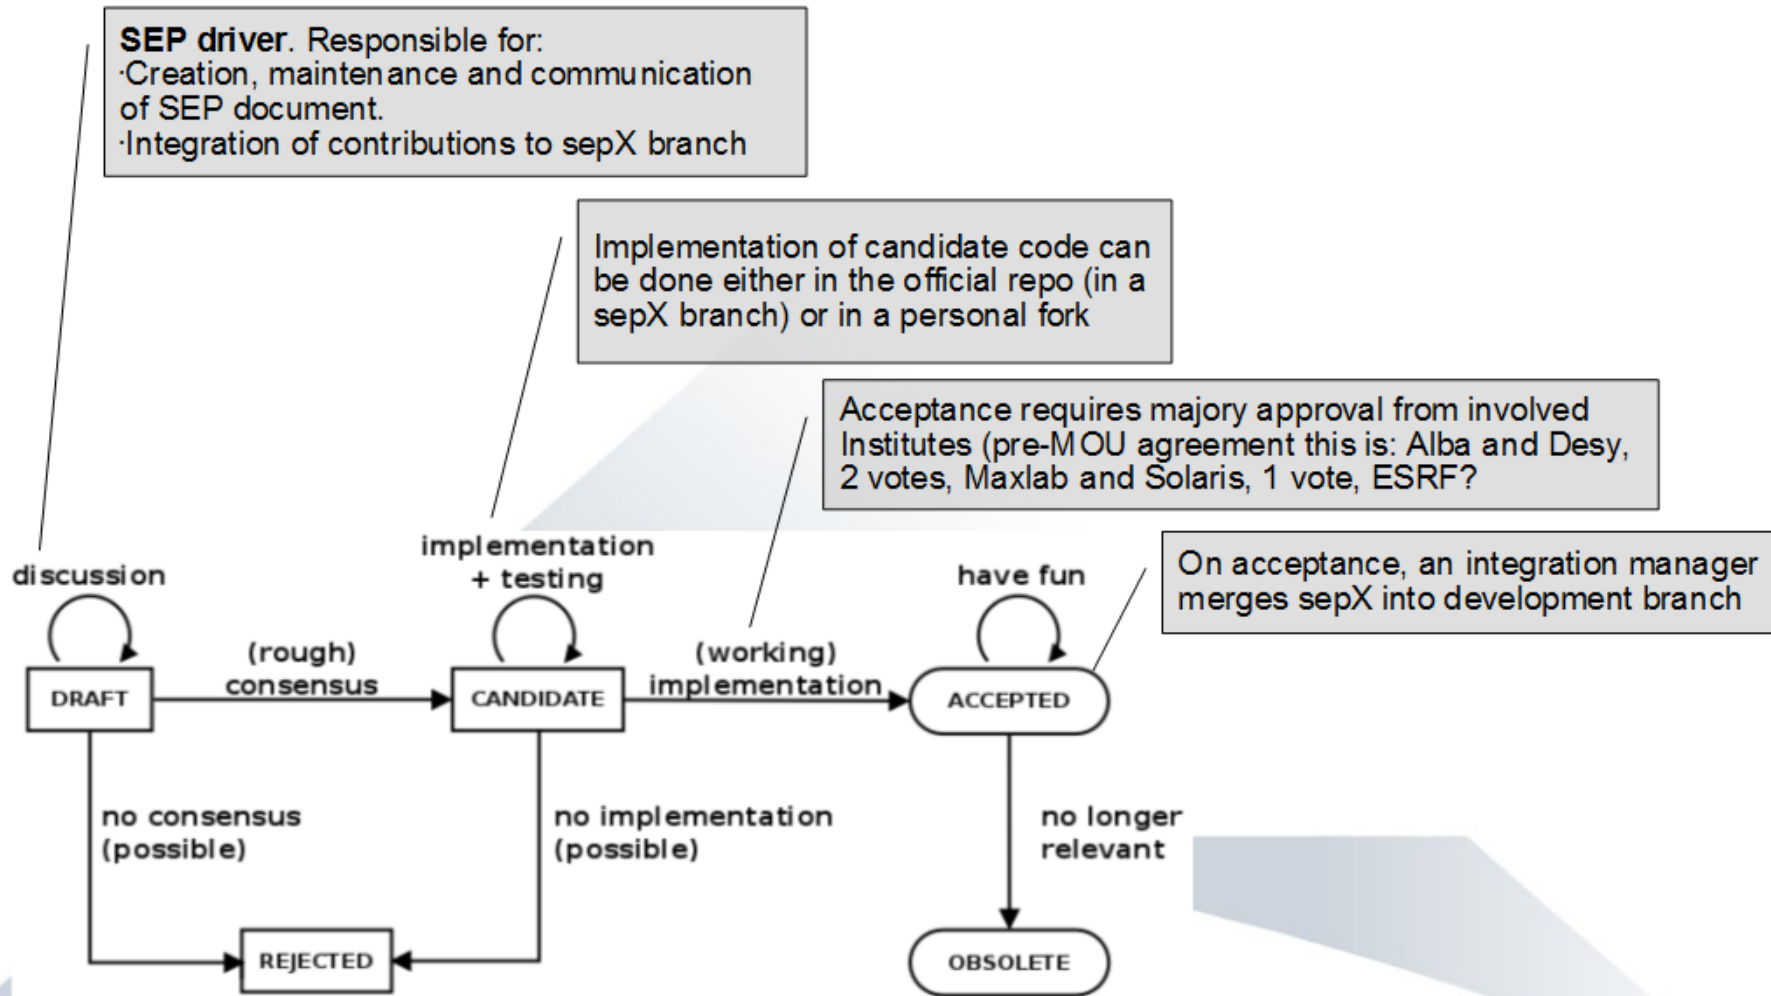 SEP driver. Responsible for:
·Creation, maintenance and communication
of SEP document.
·Integration of contributions to sepX branch
Implementation of candidate code can
be done either in the official repo (in a
sepX branch) or in a personal fork
Acceptance requires majory approval from involved
Institutes (pre-MOU agreement this is: Alba and Desy,
2 votes, Maxlab and Solaris, 1 vote, ESRF?
On acceptance, an integration manager
merges sepX into development branch
discussion
implementation
+ testing
have fun
(rough)
consensus
(working)
implementation
DRAFT
CANDIDATE
ACCEPTED
no consensus
(possible)
no implementation
(possible)
no longer
relevant
REJECTED
OBSOLETE